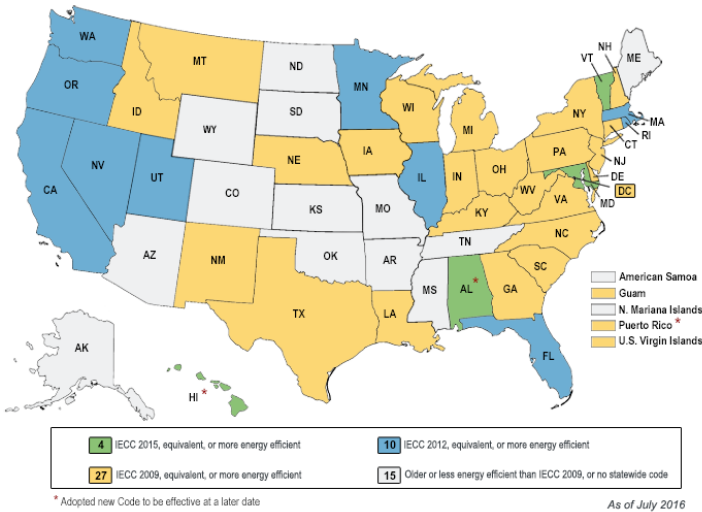 WA
OR
CA
NV
ID
MT
WY
UT
CO
AZ
NM
ND
SD
NE
KS
OK
TX
MN
IA
MO
AR
LA
WI
IL
MI
IN
OH
KY
TN
MS
AL *
GA
FL
SC
NC
VA
WV
PA
NY
VT
NH
ME
MA
RI
CT
NJ
DE
DC
MD
AK
HI *
American Samoa
Guam
N. Mariana Islands
Puerto Rico *
U.S. Virgin Islands
4 IECC 2015, equivalent, or more energy efficient
10 IECC 2012, equivalent, or more energy efficient
27 IECC 2009, equivalent, or more energy efficient
15 Older or less energy efficient than IECC 2009, or no statewide code
* Adopted new Code to be effective at a later date
As of July 2016